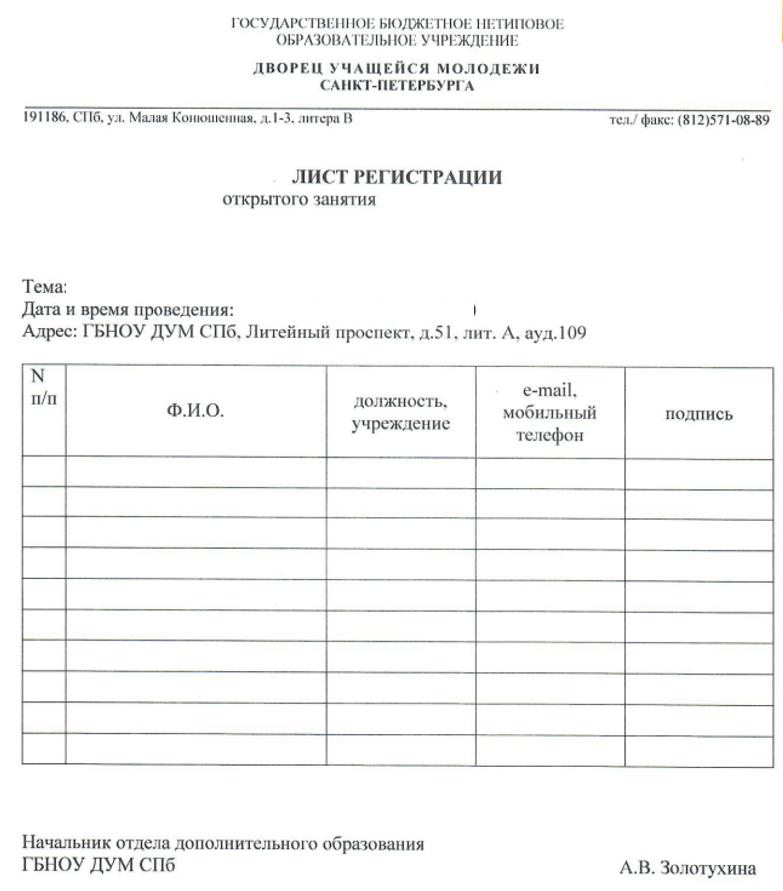 ГОСУДАРСТВЕННОЕ БЮДЖЕТНОЕ НЕТИПОВОЕ
ОБРАЗОВАТЕЛЬНОЕ УЧРЕЖДЕНИЕ
ДВОРЕЦ УЧАЩЕЙСЯ МОЛОДЕЖИ
САНКТ-ПЕТЕРБУРГА
191186, СПб, ул. Малая Конюшенная, д.1-3, литера В тел./ факс: (812)571-08-89
ЛИСТ РЕГИСТРАЦИИ
открытого занятия
Тема:
Дата и время проведения:
Адрес: ГБНОУ ДУМ СПб, Литейный проспект, д.51, лит. А, ауд.109
N
п/п
Ф.И.О.
должность,
учреждение
e-mail,
мобильный
телефон
подпись
Начальник отдела дополнительного образования
ГБНОУ ДУМ СПб А.В. Золотухина